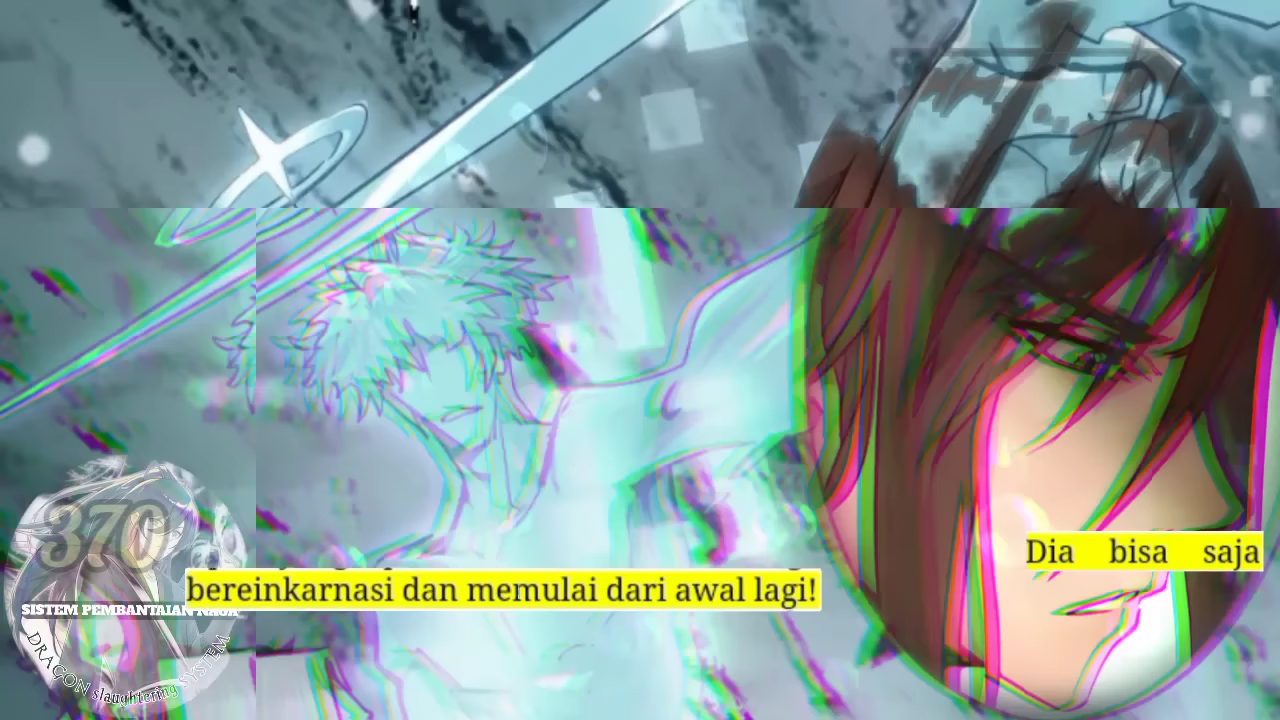 Dia bisa saja
bereinkarnasi dan memulai dari awal lagi!
370
SISTEM PEMBANTAIAN NAGA
DRAGON slaughtering SYSTEM